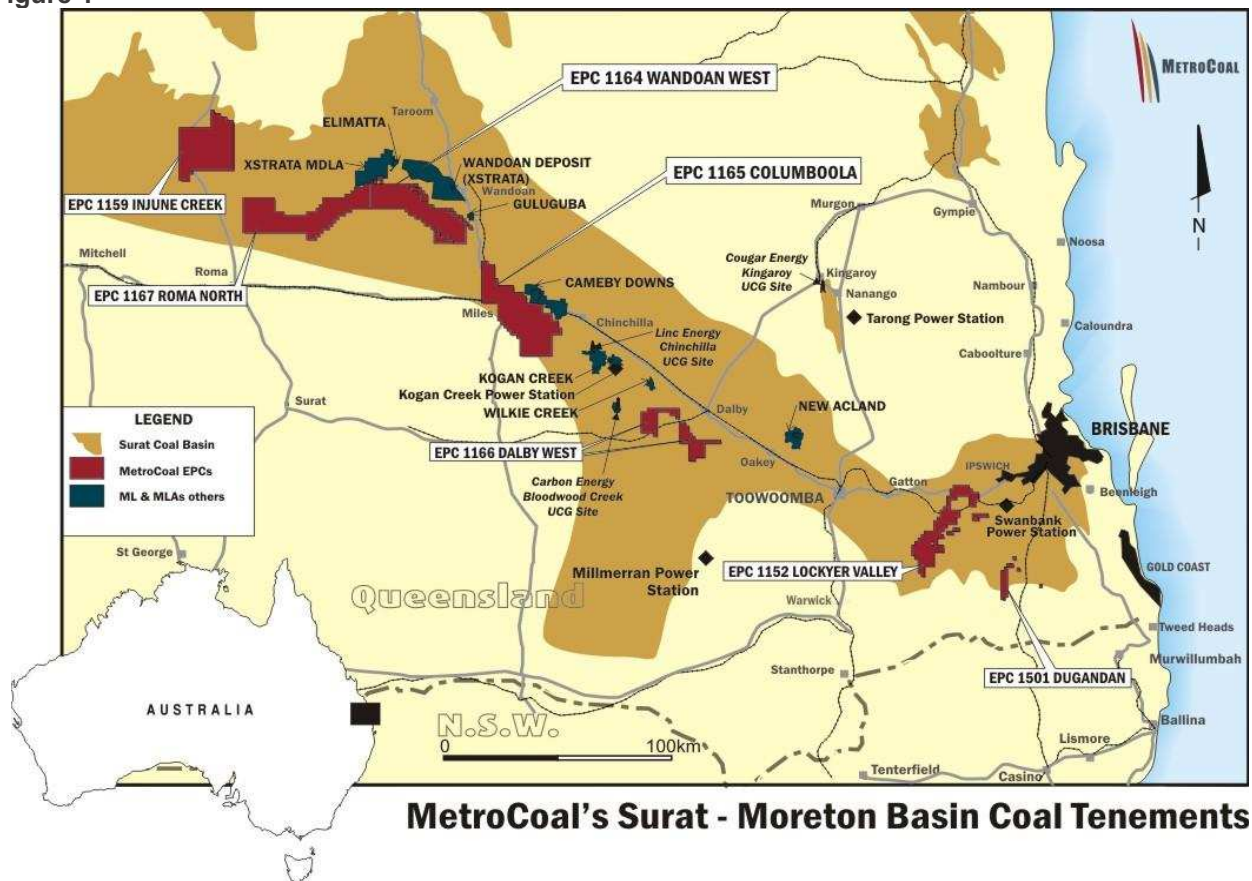 METROCOAL
EPC 1164 WANDOAN WEST
Taroom
ELIMATTA
XSTRATA MDLA
WANDOAN DEPOSIT
(XSTRATA)
Wandoan
GULUGUBA
EPC 1165 COLUMBOOLA
EPC 1159 INJUNE CREEK
Murgon
Gympie
N
Noosa
Mitchell
Roma
EPC 1167 ROMA NORTH
CAMEBY DOWNS
Cougar Energy
Kingaroy
UCG Site
Kingaroy
Nanango
Nambour
Tarong Power Station
Caloundra
Miles
Chinchilla
Linc Energy
Chinchilla
UCG Site
Caboolture
KOGAN CREEK
Kogan Creek Power Station
WILKIE CREEK
Surat
Dalby
NEW ACLAND
BRISBANE
LEGEND
Surat Coal Basin
MetroCoal EPCs
ML & MLAs others
EPC 1166 DALBY WEST
Oakey
IPSWICH
Carbon Energy
Bloodwood Creek
UCG Site
TOOWOOMBA
Gatton
Beenleigh
Swanbank
Power Station
St George
Millmerran Power
Station
EPC 1152 LOCKYER VALLEY
GOLD COAST
Queensland
Warwick
Tweed Heads
Stanthorpe
EPC 1501 DUGANDAN
Murwillumbah
AUSTRALIA
N.S.W.
0 100km
Ballina
Lismore
Tenterfield
Casino
MetroCoal's Surat - Moreton Basin Coal Tenements